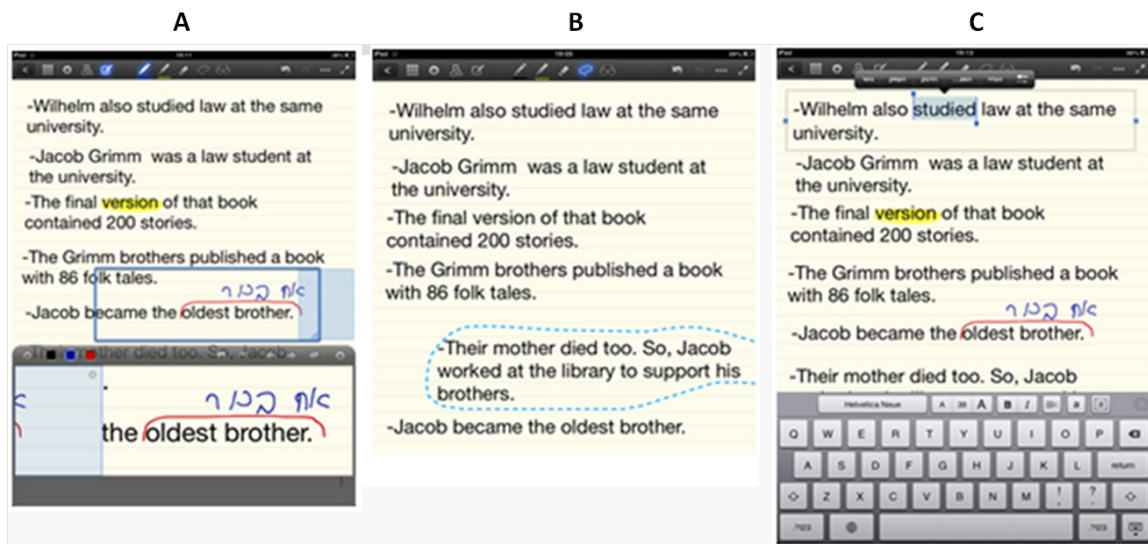 A
B
C
-Wilhelm also studied law at the same
university.
-Jacob Grimm was a law student at
the university.
-The final version of that book
contained 200 stories.
-The Grimm brothers published a book
with 86 folk tales.
אח בכור
-Jacob became the oldest brother.
-Their mother died too. So, Jacob
אח בכור
the oldest brother.
-Wilhelm also studied law at the same
university.
-Jacob Grimm was a law student at
the university.
-The final version of that book
contained 200 stories.
-The Grimm brothers published a book
with 86 folk tales.
-Their mother died too. So, Jacob
worked at the library to support his
brothers.
-Jacob became the oldest brother.
-Wilhelm also studied law at the same
university.
-Jacob Grimm was a law student at
the university.
-The final version of that book
contained 200 stories.
-The Grimm brothers published a book
with 86 folk tales.
אח בכור
-Jacob became the oldest brother.
-Their mother died too. So, Jacob
Helvetica Neue A 39 A B I a
Q W E R T Y U I O P
A S D F G H J K L return
Z X C V B N M ! , ? .
.?123 .?123